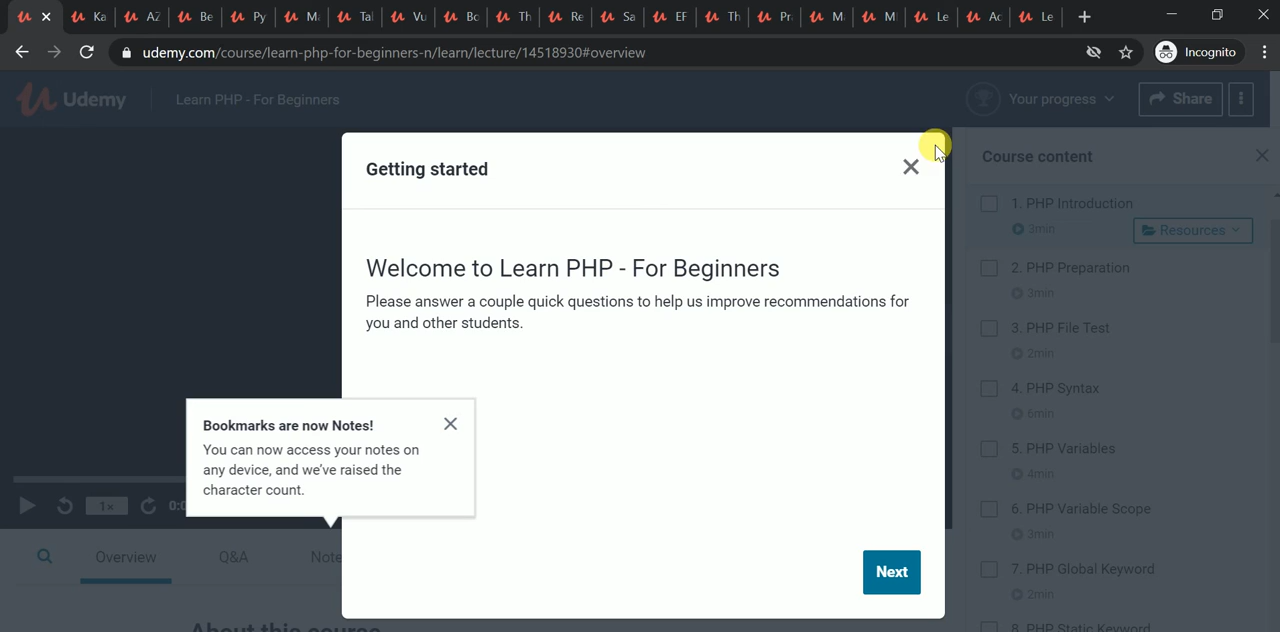 Ka
AZ
Be
Py
Ma
Tal
Vu
Bo
Th
Re
Sa
EF
Th
Pr
M
M
Le
Ac
Le
udemy.com/course/learn-php-for-beginners-n/learn/lecture/14518930#overview
Incognito
Udemy
Learn PHP - For Beginners
Your progress
Share
Getting started
Welcome to Learn PHP - For Beginners
Please answer a couple quick questions to help us improve recommendations for
you and other students.
Next
Bookmarks are now Notes!
You can now access your notes on
any device, and we've raised the
character count.
1x
0:0
Overview
Q&A
Note
About this course
Course content
1. PHP Introduction
2min
Resources
2. PHP Preparation
3min
3. PHP File Test
2min
4. PHP Syntax
6min
5. PHP Variables
4min
6. PHP Variable Scope
3min
7. PHP Global Keyword
2min
8. PHP Static Keyword